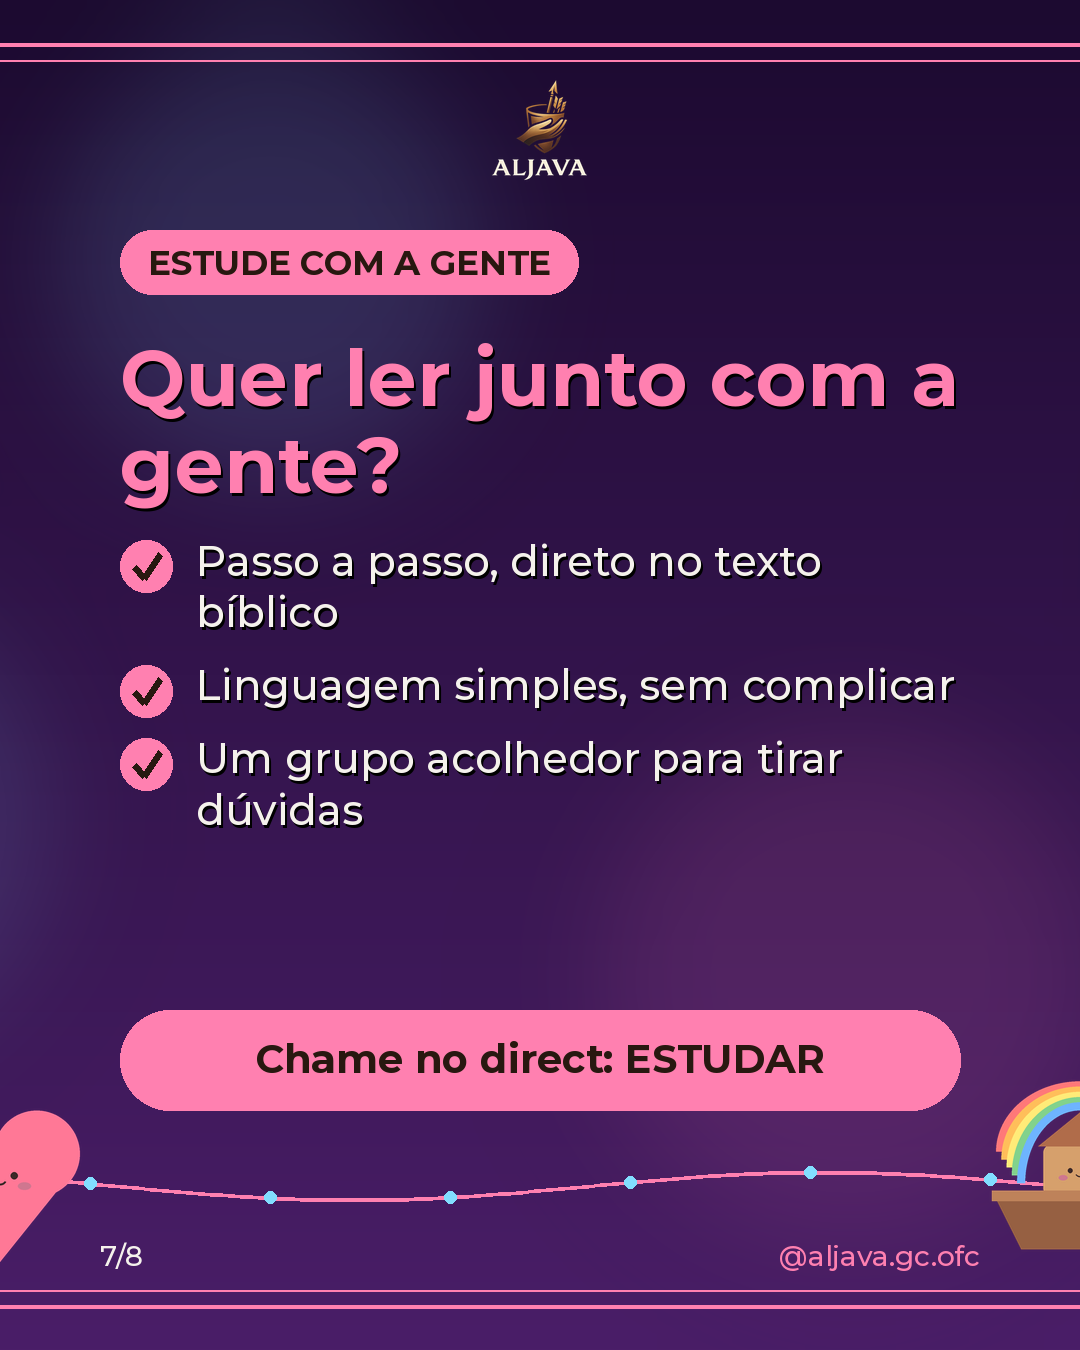 ALJAVA
ESTUDE COM A GENTE
Quer ler junto com a
gente?
Passo a passo, direto no texto
bíblico
Linguagem simples, sem complicar
Um grupo acolhedor para tirar
dúvidas
Chame no direct: ESTUDAR
7/8
@aljava.gc.ofc